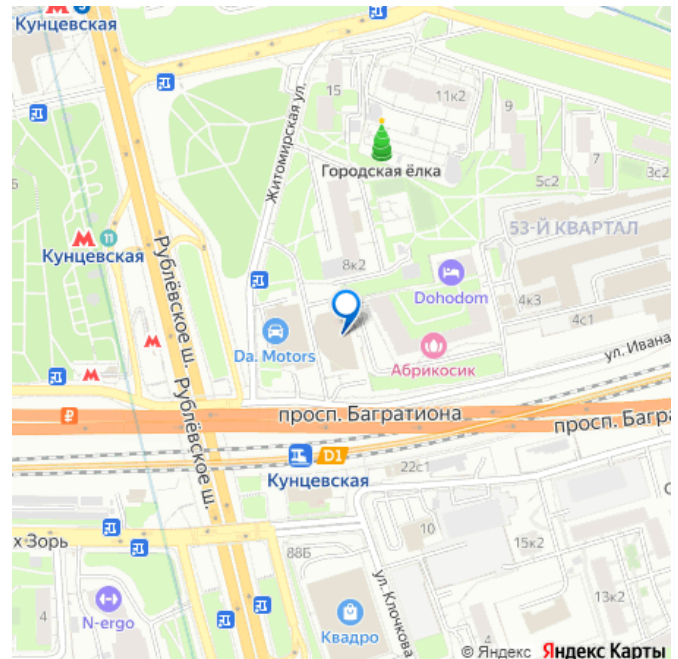 Кунцевская
Житомирская ул.
15
11к2
9
Городская ёлка
7
3с2
5с2
53-Й КВАРТАЛ
11
Кунцевская
Рублёвское ш.
Рублёвское ш.
8к2
Dohodom
4к3
4с1
Da. Motors
Абрикосик
ул. Ивана
₽
просп. Багратиона
просп. Багра
D1
Кунцевская
22с1
х Зорь
10
88Б
15к2
ул. Клочкова
13к2
4
N-ergo
Квадро
© Яндекс Яндекс Карты